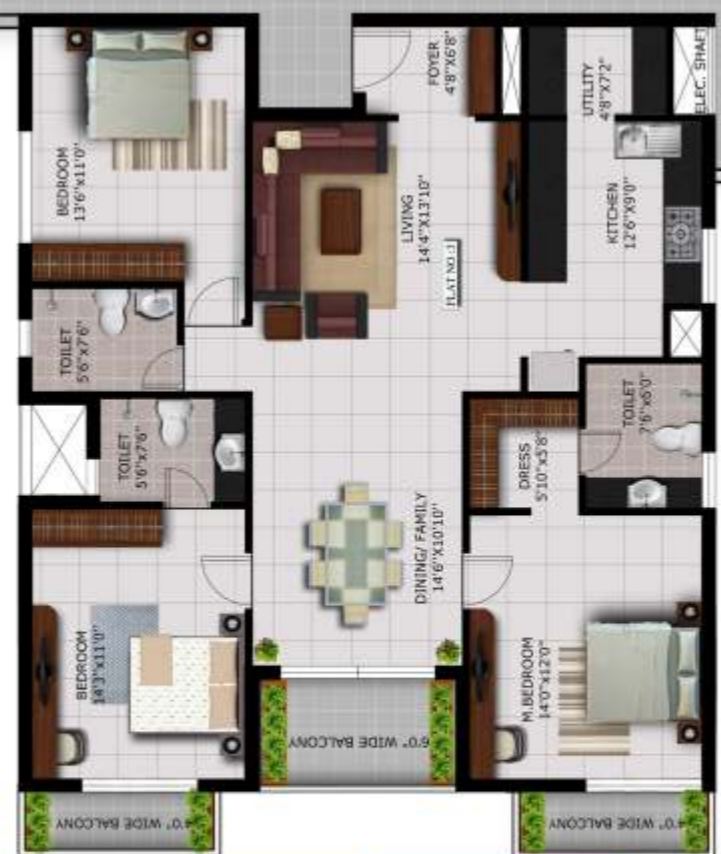 BEDROOM
13'6"X11'0"
FOYER
4'8"X6'8"
UTILITY
4'8"X7'2"
ELEC. SHAFT
LIVING
14'4"X13'10"
KITCHEN
12'6"X9'0"
FLAT NO.:3
TOILET
5'6"X7'6"
TOILET
5'6"X7'6"
DRESS
5'10"X5'8"
TOILET
7'6"X6'0"
DINING/ FAMILY
14'6"X10'10"
BEDROOM
14'3"X11'0"
M.BEDROOM
14'0"X12'0"
6'0" WIDE BALCONY
4'0" WIDE BALCONY
4'0" WIDE BALCONY